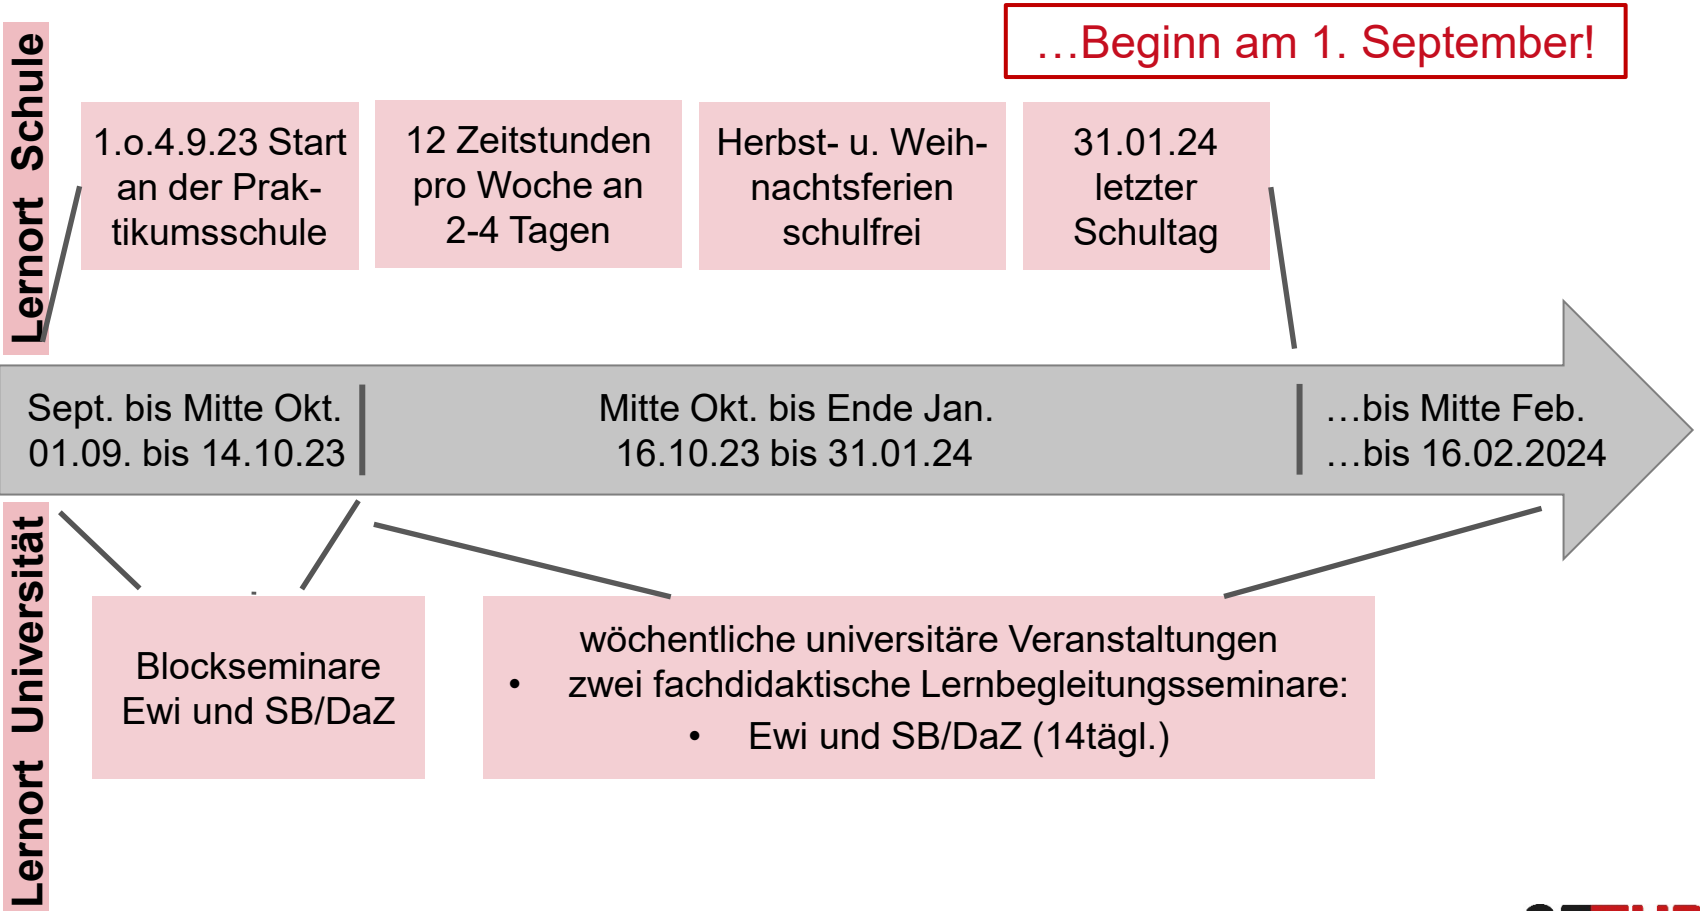 …Beginn am 1. September!
Lernort Schule
1.o.4.9.23 Start
an der Prak-
tikumsschule
12 Zeitstunden
pro Woche an
2-4 Tagen
Herbst- u. Weih-
nachtsferien
schulfrei
31.01.24
letzter
Schultag
Sept. bis Mitte Okt.
01.09. bis 14.10.23
Mitte Okt. bis Ende Jan.
16.10.23 bis 31.01.24
…bis Mitte Feb.
…bis 16.02.2024
Lernort Universität
Blockseminare
Ewi und SB/DaZ
wöchentliche universitäre Veranstaltungen
• zwei fachdidaktische Lernbegleitungsseminare:
• Ewi und SB/DaZ (14tägl.)